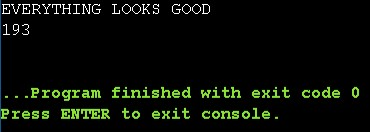 EVERYTHING LOOKS GOOD
193
...Program finished with exit code 0
Press ENTER to exit console.